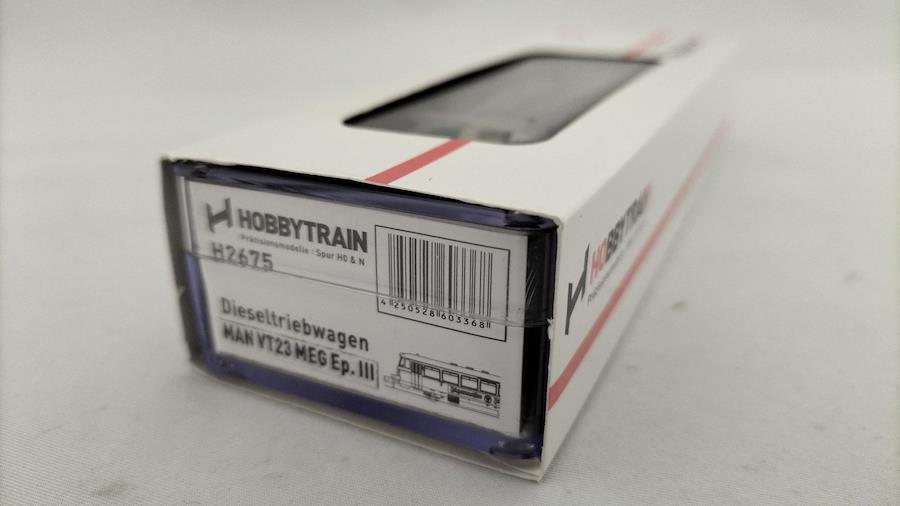 HOBBYTRAIN
Präzisionsmodelle : Spur H0 & N
H2675
4 250528 603368
Dieseltriebwagen
MAN VT23 MEG Ep. III
HOBBYTRAIN